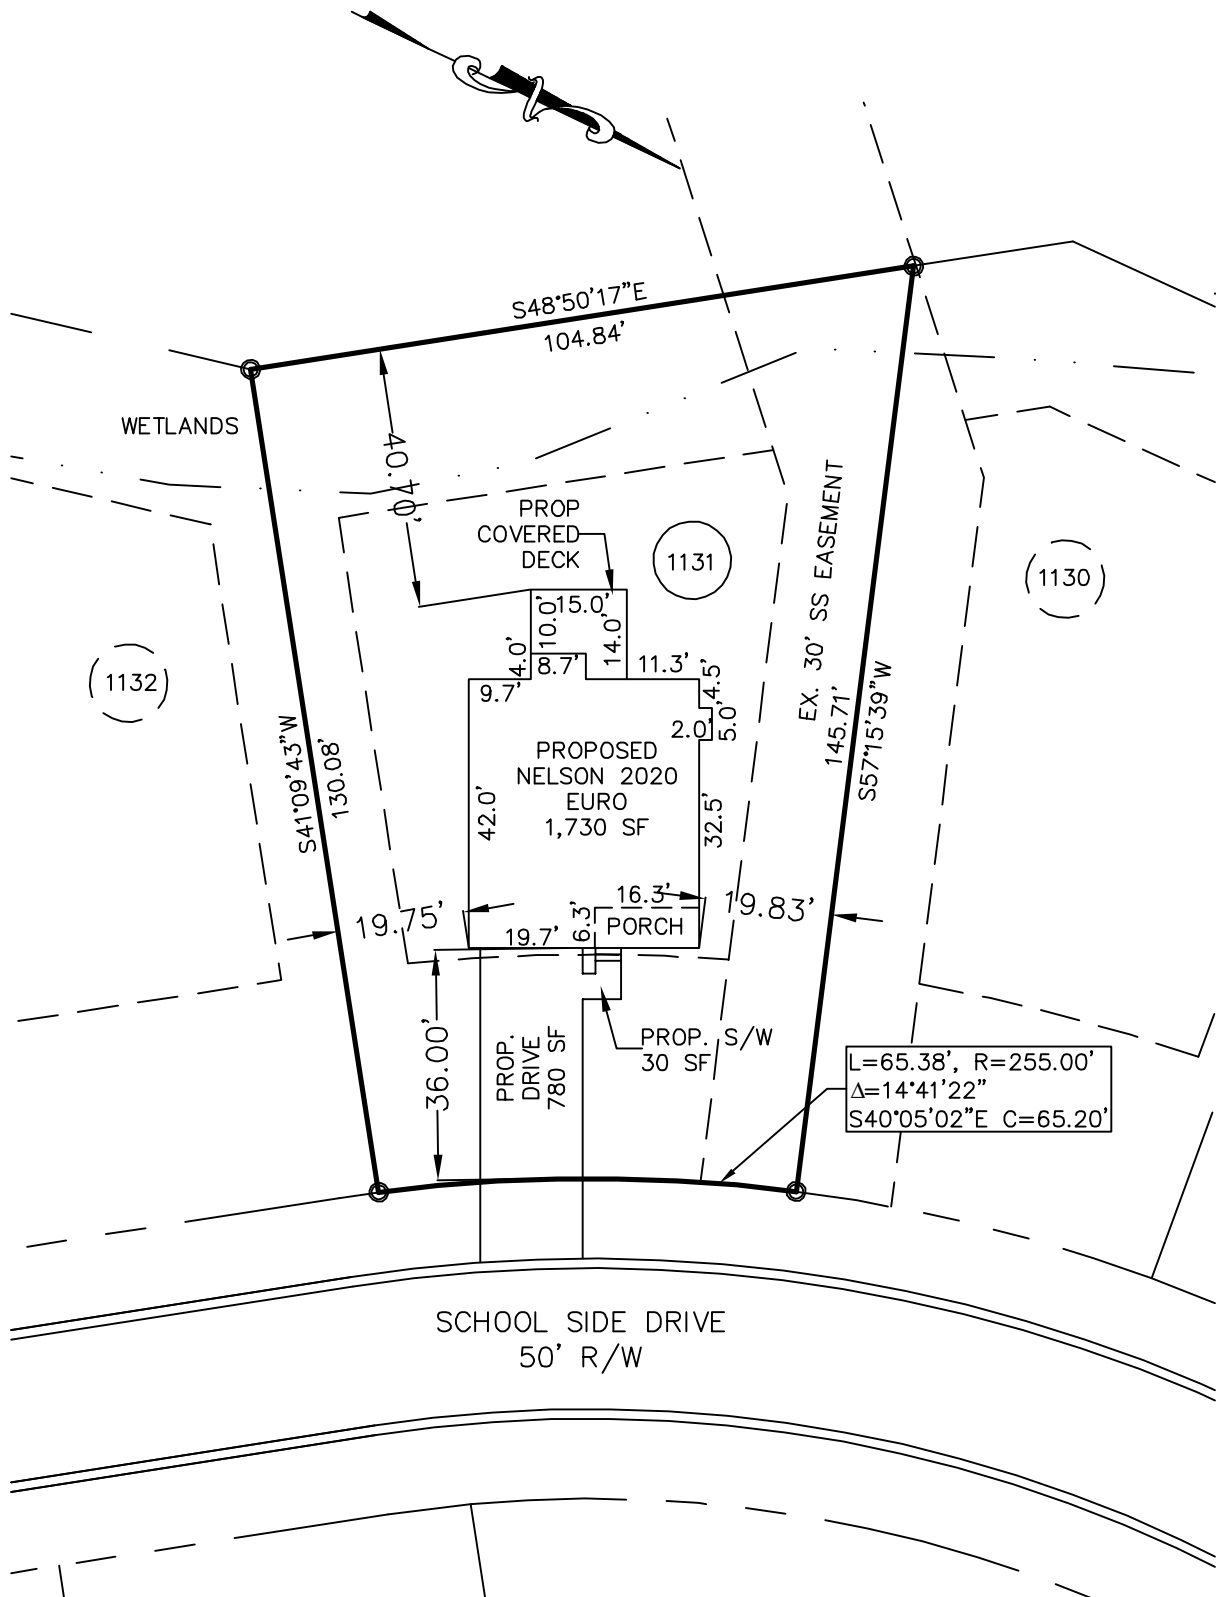 S48°50'17"E
104.84'
WETLANDS
40.70'
PROP
COVERED
DECK
1131
1130
1132
EX. 30' SS EASEMENT
15.0'
10.0'
14.0'
4.0'
8.7'
11.3'
4.5'
9.7'
5.0'
2.0'
S41°09'43"W
130.08'
145.71'
S57°15'39"W
PROPOSED
NELSON 2020
EURO
1,730 SF
42.0'
32.5'
16.3'
19.75'
19.83'
6.3'
PORCH
19.7'
36.00'
PROP.
DRIVE
780 SF
PROP. S/W
30 SF
L=65.38', R=255.00'
Δ=14°41'22"
S40°05'02"E C=65.20'
SCHOOL SIDE DRIVE
50' R/W